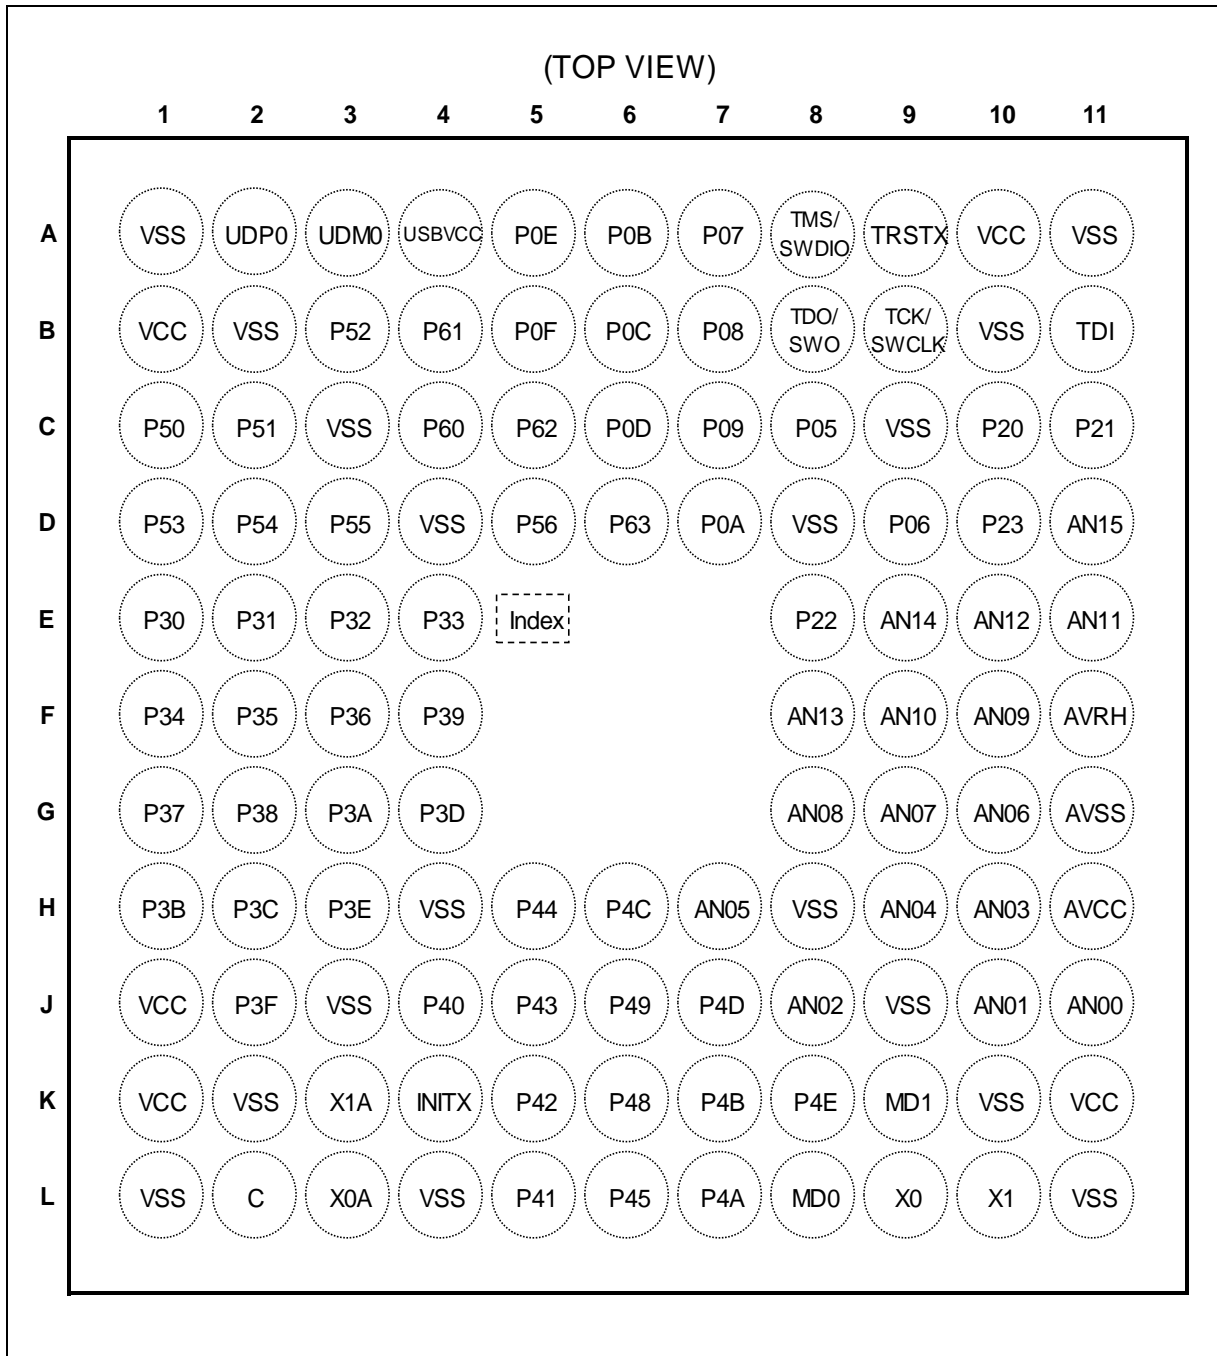 (TOP VIEW)
1 2 3 4 5 6 7 8 9 10 11
A VSS UDP0 UDM0 USBVCC P0E P0B P07 TMS/ SWDIO TRSTX VCC VSS
B VCC VSS P52 P61 P0F P0C P08 TDO/ SWO TCK/ SWCLK VSS TDI
C P50 P51 VSS P60 P62 P0D P09 P05 VSS P20 P21
D P53 P54 P55 VSS P56 P63 P0A VSS P06 P23 AN15
E P30 P31 P32 P33 Index P22 AN14 AN12 AN11
F P34 P35 P36 P39 AN13 AN10 AN09 AVRH
G P37 P38 P3A P3D AN08 AN07 AN06 AVSS
H P3B P3C P3E VSS P44 P4C AN05 VSS AN04 AN03 AVCC
J VCC P3F VSS P40 P43 P49 P4D AN02 VSS AN01 AN00
K VCC VSS X1A INITX P42 P48 P4B P4E MD1 VSS VCC
L VSS C X0A VSS P41 P45 P4A MD0 X0 X1 VSS